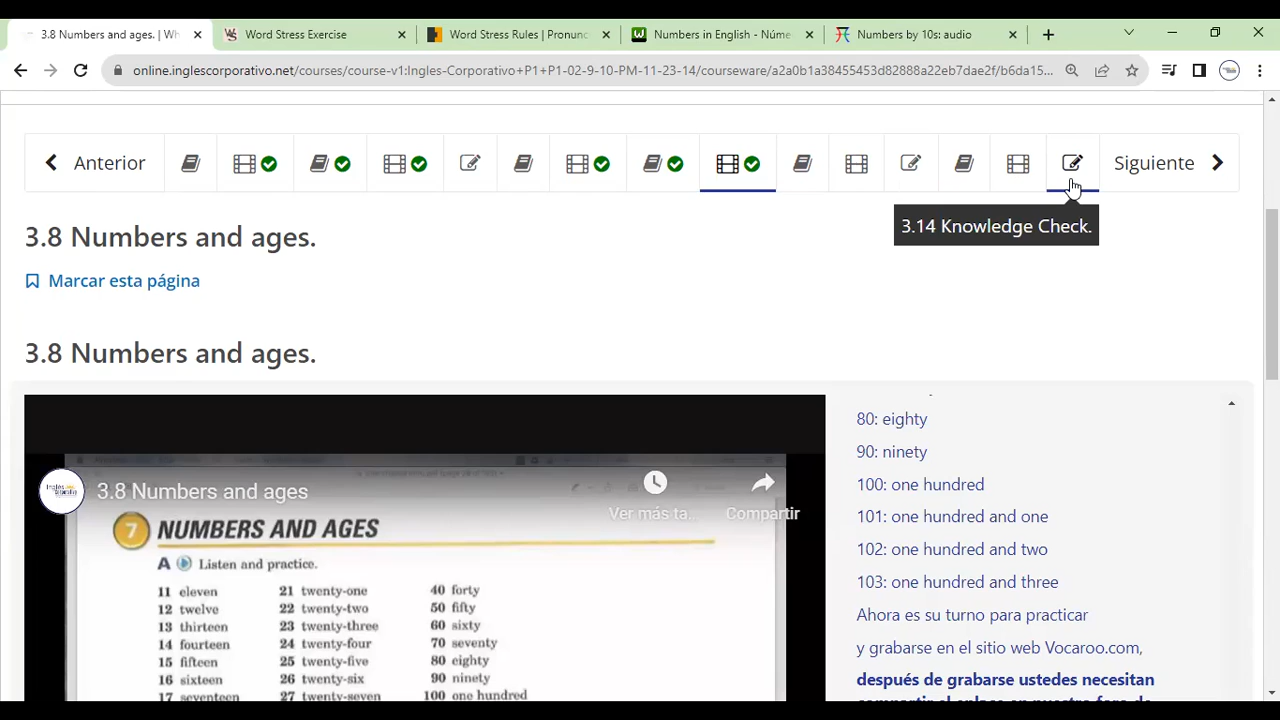 3.8 Numbers and ages. | Wh
Word Stress Exercise
Word Stress Rules | Pronunc
Numbers in English - Núme
Numbers by 10s: audio
online.inglescorporativo.net/courses/course-v1:Ingles-Corporativo+P1+P1-02-9-10-PM-11-23-14/courseware/a2a0b1a38455453d82888a22eb7dae2f/b6da15...
Anterior
Siguiente
3.14 Knowledge Check.
3.8 Numbers and ages.
Marcar esta página
3.8 Numbers and ages.
3.8 Numbers and ages
Ver más ta...
Compartir
7 NUMBERS AND AGES
A Listen and practice.
11 eleven 21 twenty-one 40 forty
12 twelve 22 twenty-two 50 fifty
13 thirteen 23 twenty-three 60 sixty
14 fourteen 24 twenty-four 70 seventy
15 fifteen 25 twenty-five 80 eighty
16 sixteen 26 twenty-six 90 ninety
17 seventeen 27 twenty-seven 100 one hundred
80: eighty
90: ninety
100: one hundred
101: one hundred and one
102: one hundred and two
103: one hundred and three
Ahora es su turno para practicar
y grabarse en el sitio web Vocaroo.com,
después de grabarse ustedes necesitan